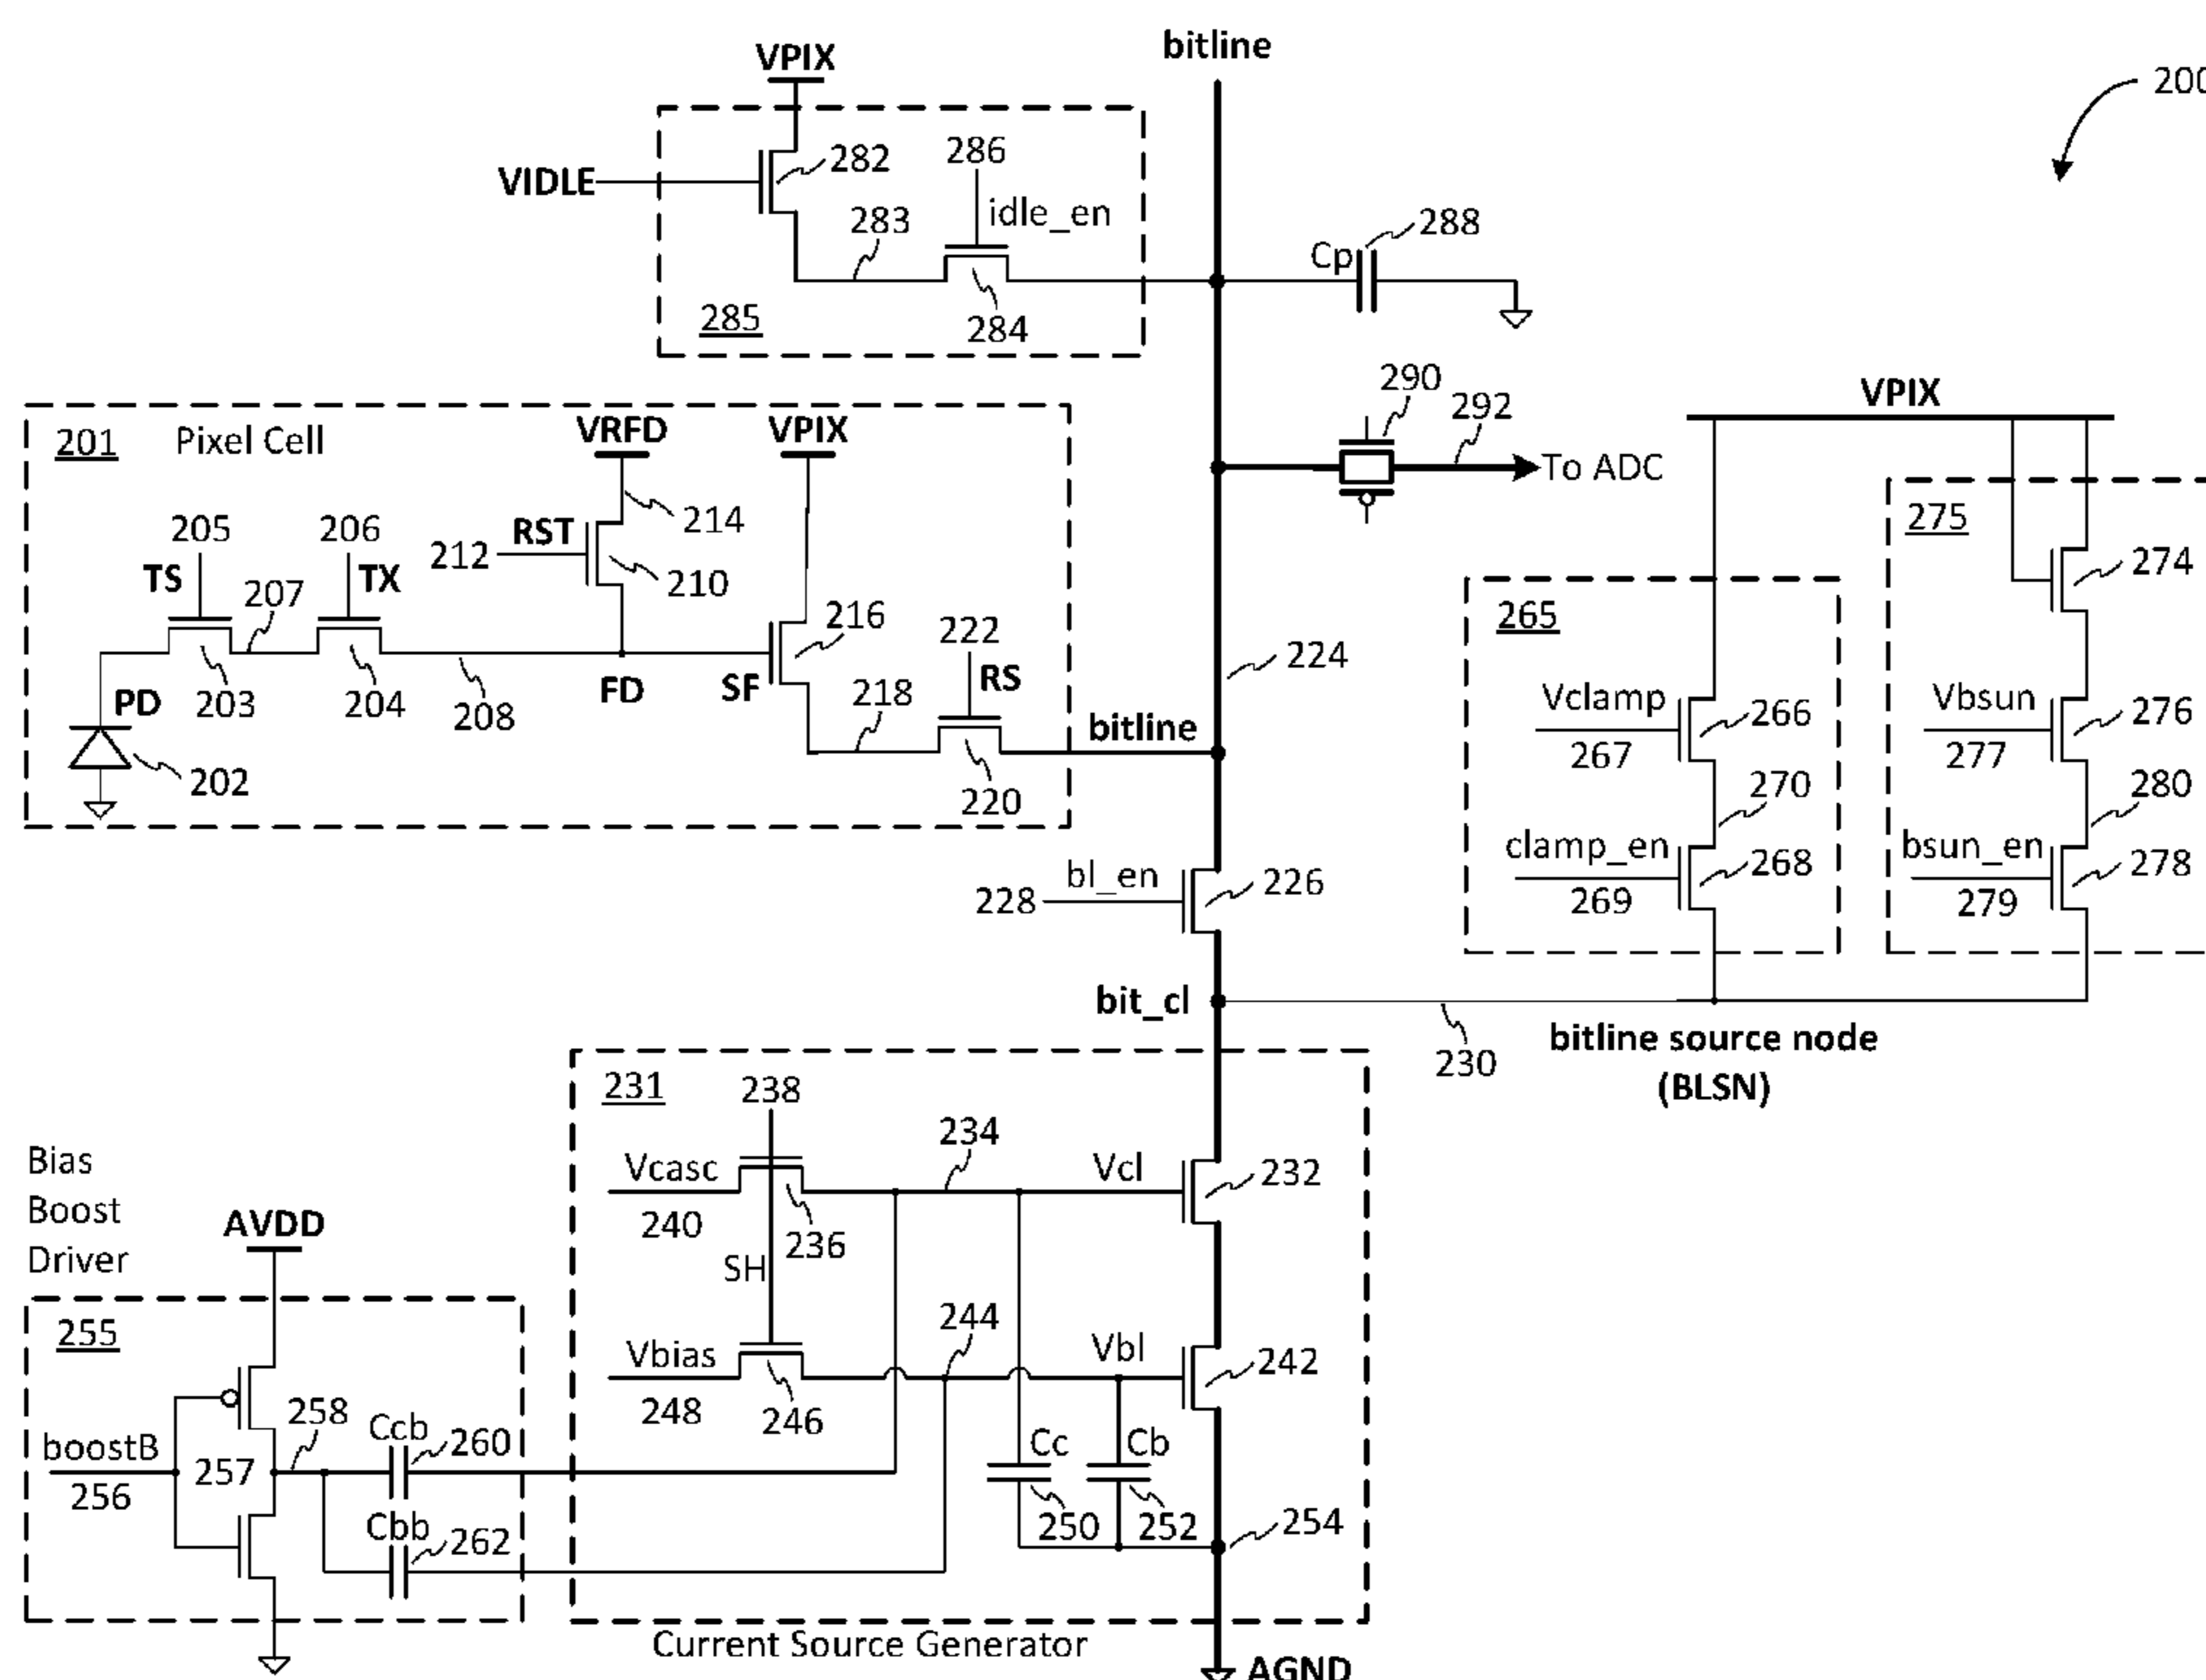 bitline
VPIX
200
282
286
VIDLE
idle_en
283
288
Cp
285
284
290
292
VPIX
To ADC
201 Pixel Cell
VRFD
VPIX
275
205
206
RST
212
214
210
274
TS
207
TX
216
265
222
RS
224
PD
203
204
208
FD
SF
218
bitline
Vclamp
266
267
Vbsun
276
277
202
220
270
280
bl_en
228
226
clamp_en
268
269
bsun_en
278
279
bit_cl
230
bitline source node
(BLSN)
231
238
234
Vcasc
240
236
Vcl
232
SH
Bias
Boost
Driver
AVDD
255
244
Vbias
248
246
Vbl
242
258
Ccb
260
boostB
256
257
Cbb
262
Cc
Cb
250
252
254
Current Source Generator
AGND